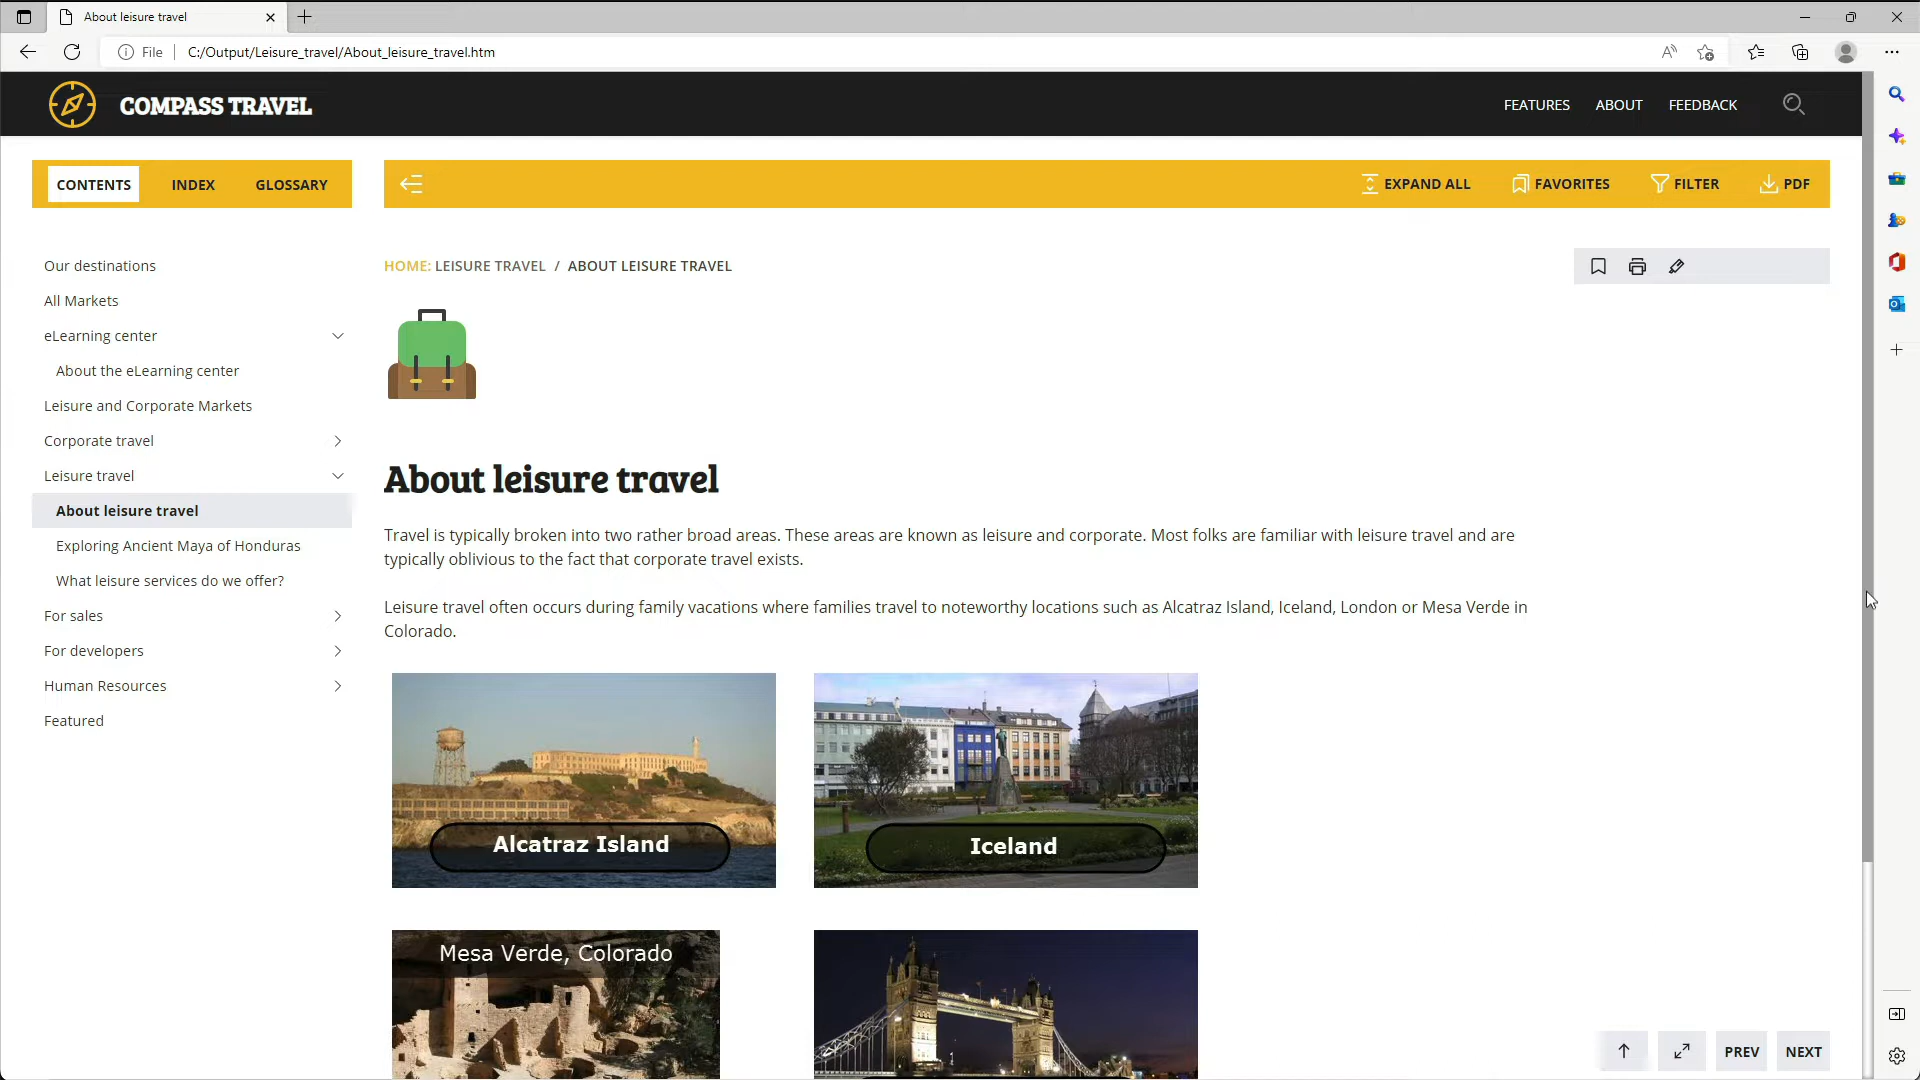 About leisure travel
File
C:/Output/Leisure_travel/About_leisure_travel.htm
COMPASS TRAVEL
FEATURES
ABOUT
FEEDBACK
CONTENTS
INDEX
GLOSSARY
EXPAND ALL
FAVORITES
FILTER
PDF
Our destinations
All Markets
eLearning center
About the eLearning center
Leisure and Corporate Markets
Corporate travel
Leisure travel
About leisure travel
Exploring Ancient Maya of Honduras
What leisure services do we offer?
For sales
For developers
Human Resources
Featured
HOME: LEISURE TRAVEL / ABOUT LEISURE TRAVEL
About leisure travel
Travel is typically broken into two rather broad areas. These areas are known as leisure and corporate. Most folks are familiar with leisure travel and are
typically oblivious to the fact that corporate travel exists.
Leisure travel often occurs during family vacations where families travel to noteworthy locations such as Alcatraz Island, Iceland, London or Mesa Verde in
Colorado.
Alcatraz Island
Iceland
Mesa Verde, Colorado
PREV
NEXT